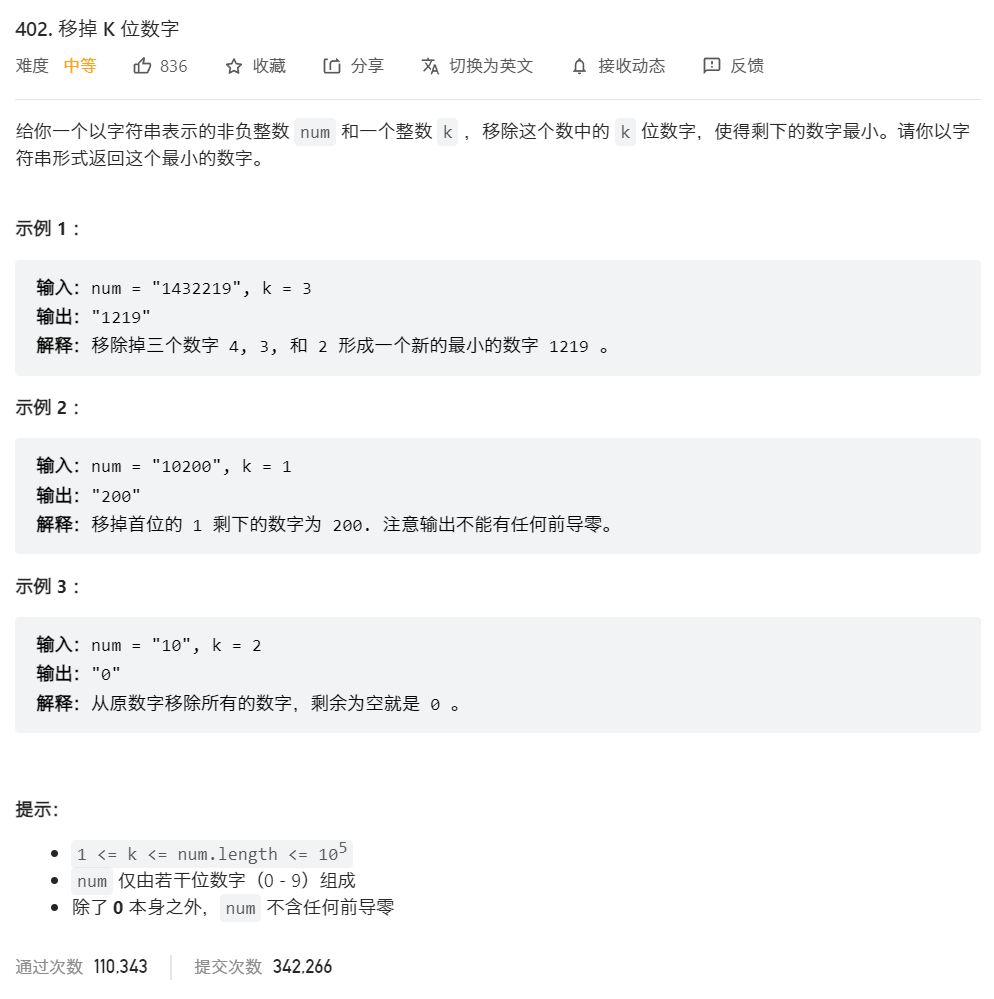 402. 移掉 K 位数字
难度 中等 836 收藏 分享 切换为英文 接收动态 反馈
给你一个以字符串表示的非负整数 num 和一个整数 k ，移除这个数中的 k 位数字，使得剩下的数字最小。请你以字
符串形式返回这个最小的数字。
示例 1 ：
输入：num = "1432219", k = 3
输出："1219"
解释：移除掉三个数字 4, 3, 和 2 形成一个新的最小的数字 1219 。
示例 2 ：
输入：num = "10200", k = 1
输出："200"
解释：移掉首位的 1 剩下的数字为 200. 注意输出不能有任何前导零。
示例 3 ：
输入：num = "10", k = 2
输出："0"
解释：从原数字移除所有的数字，剩余为空就是 0 。
提示：
• 1 <= k <= num.length <= 10⁵
• num 仅由若干位数字（0 - 9）组成
• 除了 0 本身之外，num 不含任何前导零
通过次数 110,343 提交次数 342,266